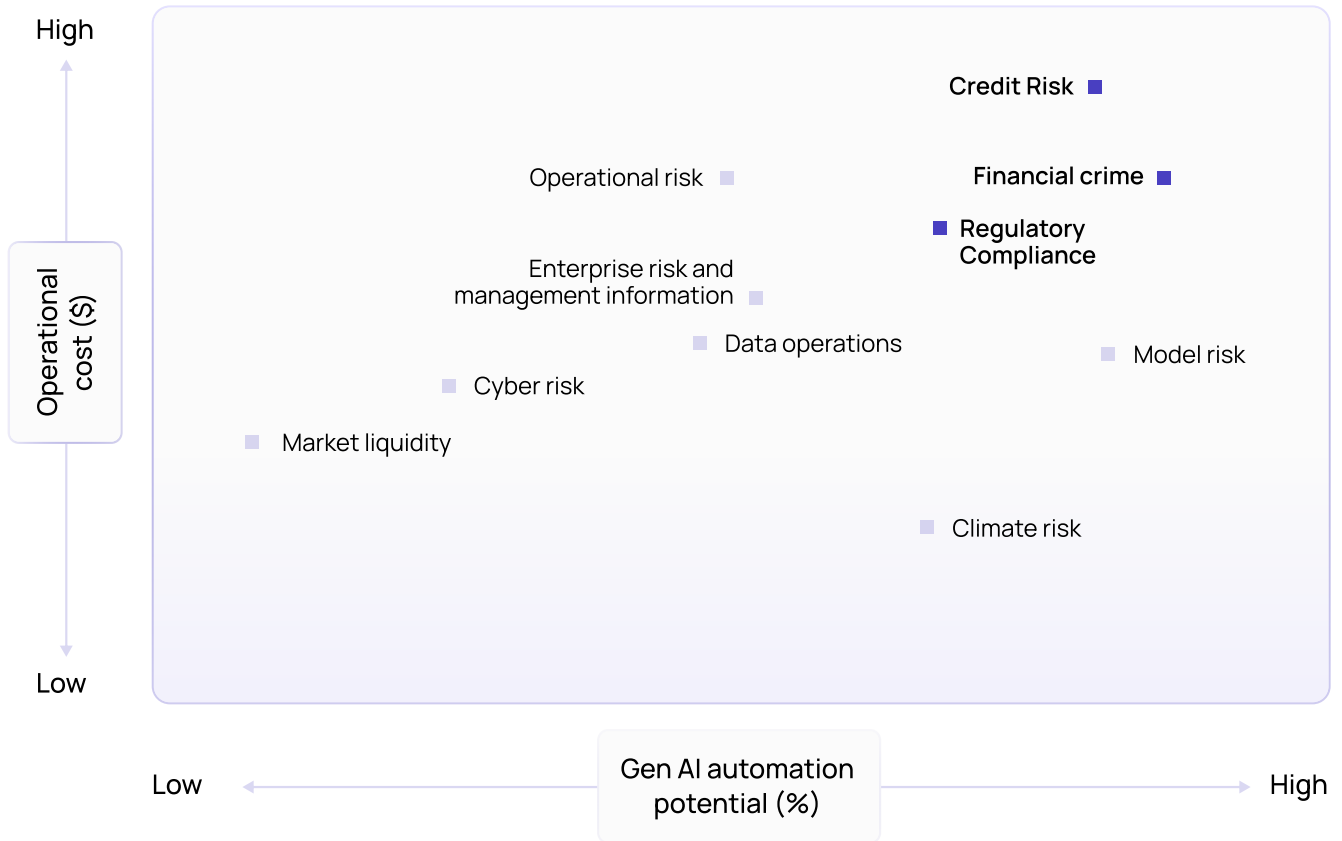 High
Credit Risk
Operational risk
Financial crime
Regulatory
Compliance
Enterprise risk and
management information
Operational
cost ($)
Data operations
Model risk
Cyber risk
Market liquidity
Climate risk
Low
Gen AI automation
potential (%)
Low
High